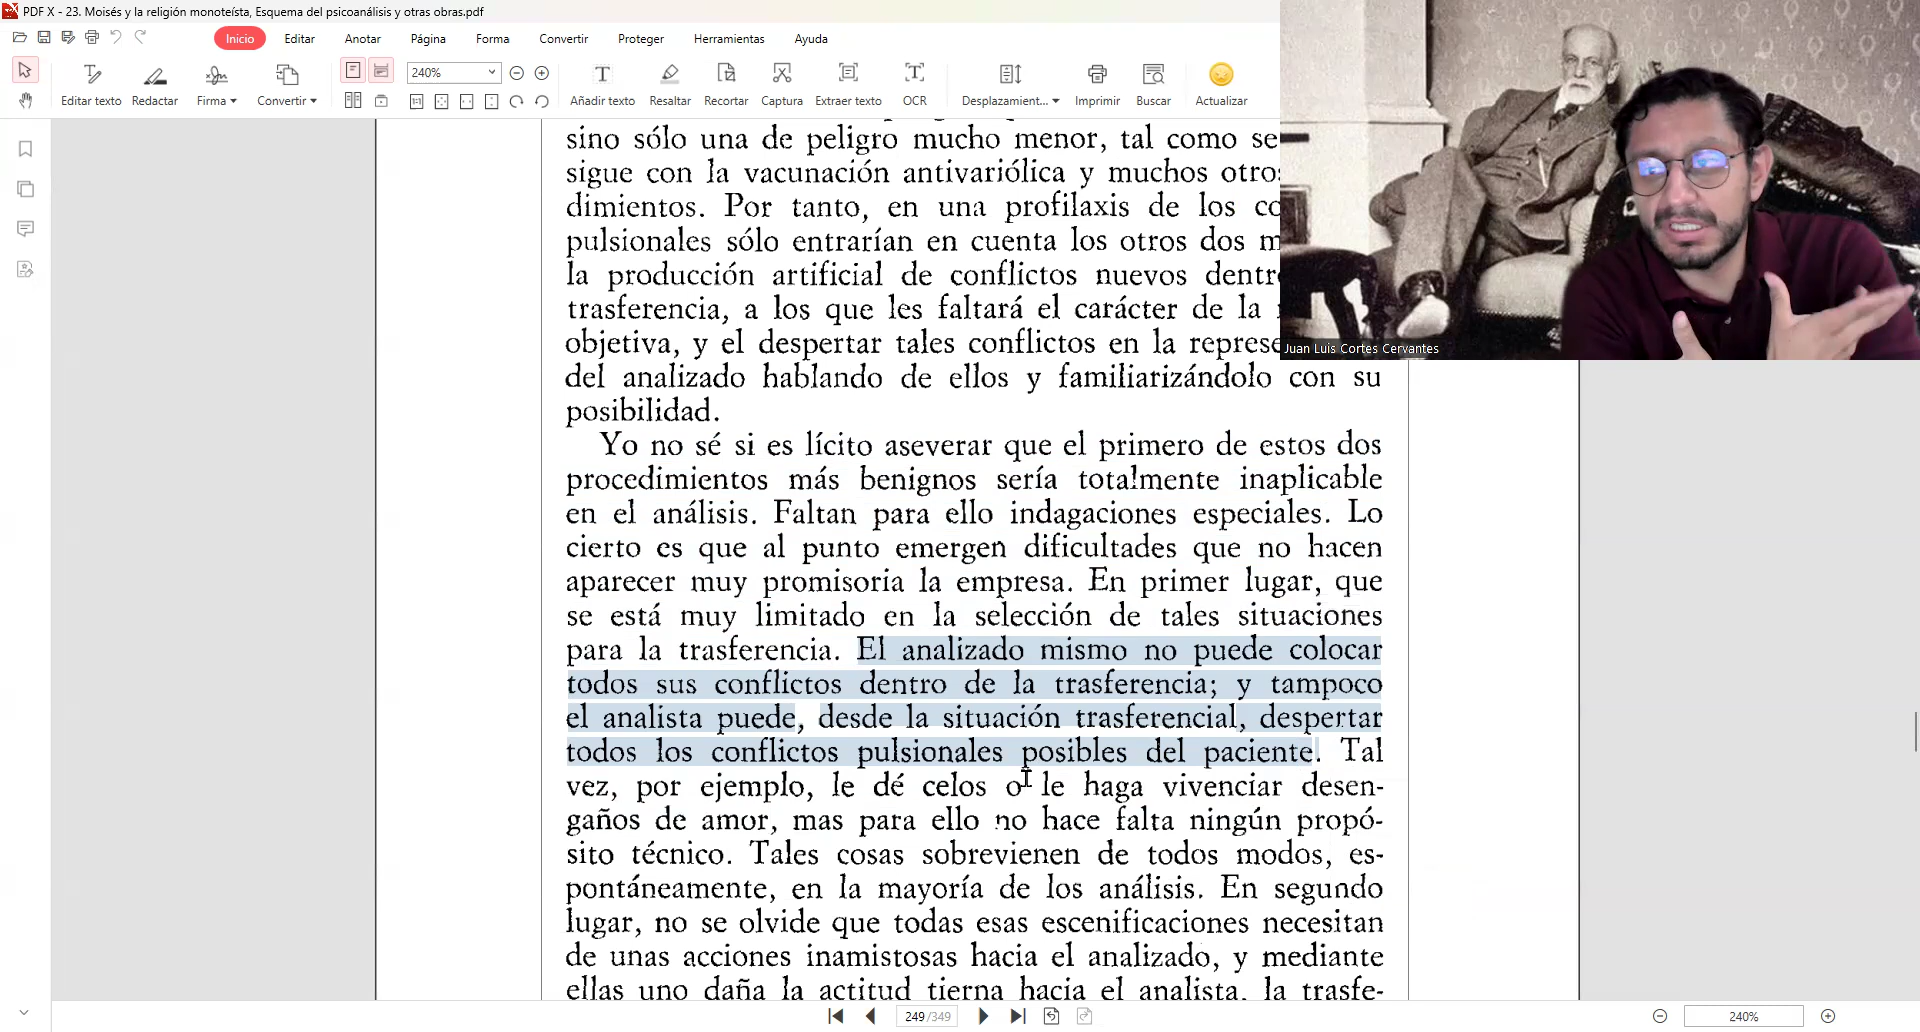 PDF X - 23. Moisés y la religión monoteísta, Esquema del psicoanálisis y otras obras.pdf
Inicio Editar Anotar Página Forma Convertir Proteger Herramientas Ayuda
240%
Editar texto Redactar Firma Convertir Añadir texto Resaltar Recortar Captura Extraer texto OCR Desplazamient... Imprimir Buscar Actualizar
sino sólo una de peligro mucho menor, tal como se
sigue con la vacunación antivariólica y muchos otro
dimientos. Por tanto, en una profilaxis de los co
pulsionales sólo entrarían en cuenta los otros dos m
la producción artificial de conflictos nuevos dentr
trasferencia, a los que les faltará el carácter de la
objetiva, y el despertar tales conflictos en la represe
Juan Luis Cortes Cervantes
del analizado hablando de ellos y familiarizándolo con su
posibilidad.
Yo no sé si es lícito aseverar que el primero de estos dos
procedimientos más benignos sería totalmente inaplicable
en el análisis. Faltan para ello indagaciones especiales. Lo
cierto es que al punto emergen dificultades que no hacen
aparecer muy promisoria la empresa. En primer lugar, que
se está muy limitado en la selección de tales situaciones
para la trasferencia. El analizado mismo no puede colocar
todos sus conflictos dentro de la trasferencia; y tampoco
el analista puede, desde la situación trasferencial, despertar
todos los conflictos pulsionales posibles del paciente. Tal
vez, por ejemplo, le dé celos o le haga vivenciar desen-
gaños de amor, mas para ello no hace falta ningún propó-
sito técnico. Tales cosas sobrevienen de todos modos, es-
pontáneamente, en la mayoría de los análisis. En segundo
lugar, no se olvide que todas esas escenificaciones necesitan
de unas acciones inamistosas hacia el analizado, y mediante
ellas uno daña la actitud tierna hacia el analista, la trasfe-
249/349
240%